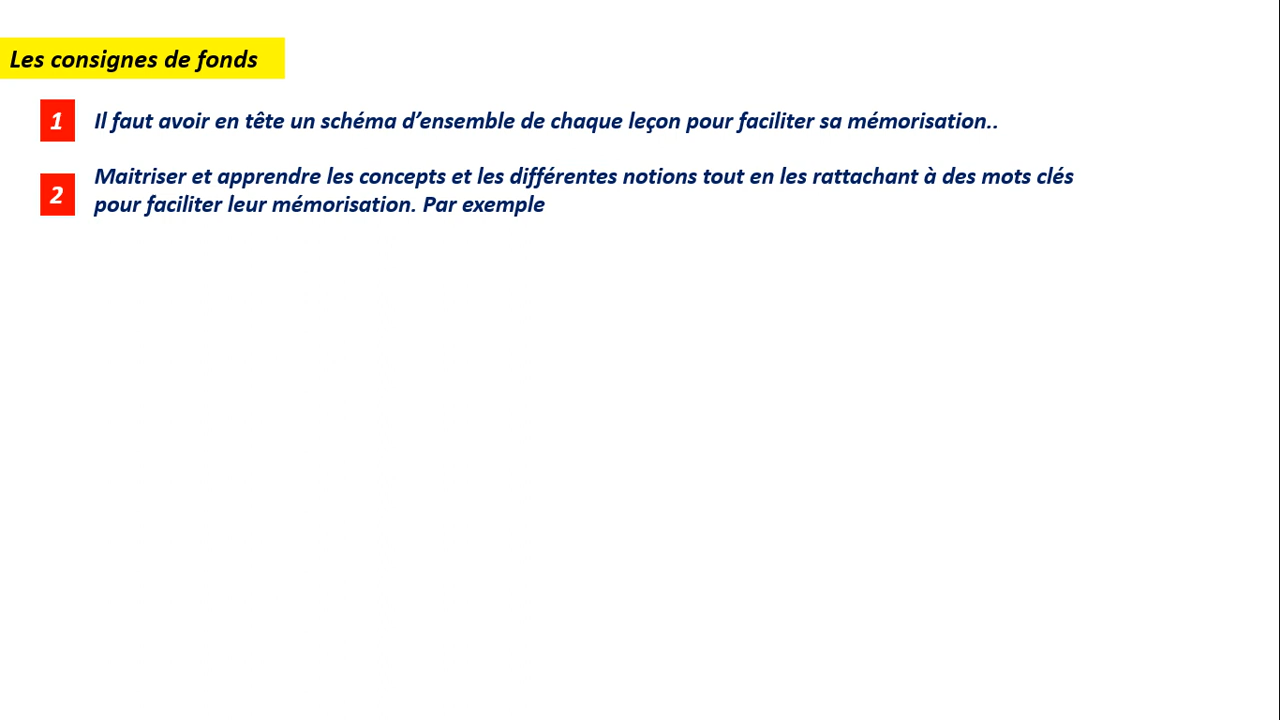 Les consignes de fonds
1 Il faut avoir en tête un schéma d’ensemble de chaque leçon pour faciliter sa mémorisation..
2 Maitriser et apprendre les concepts et les différentes notions tout en les rattachant à des mots clés
pour faciliter leur mémorisation. Par exemple